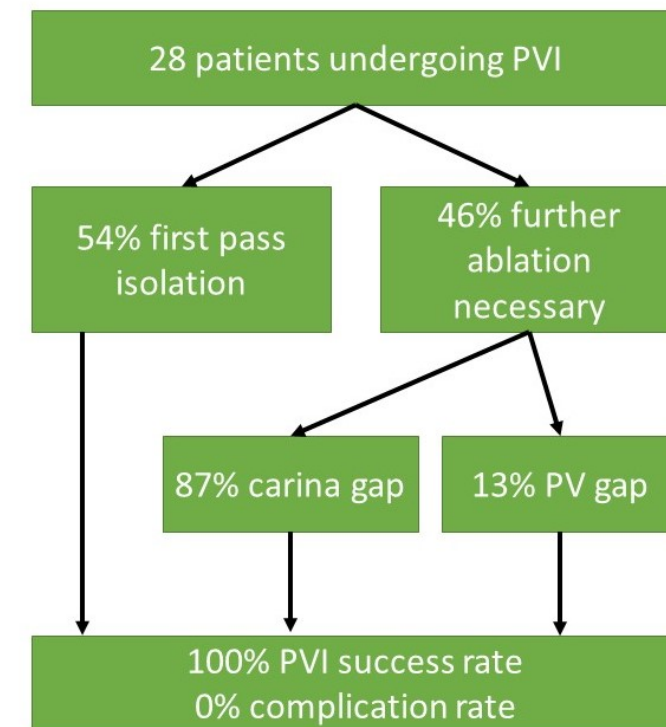 28 patients undergoing PVI
54% first pass
isolation
46% further
ablation
necessary
87% carina gap
13% PV gap
100% PVI success rate
0% complication rate